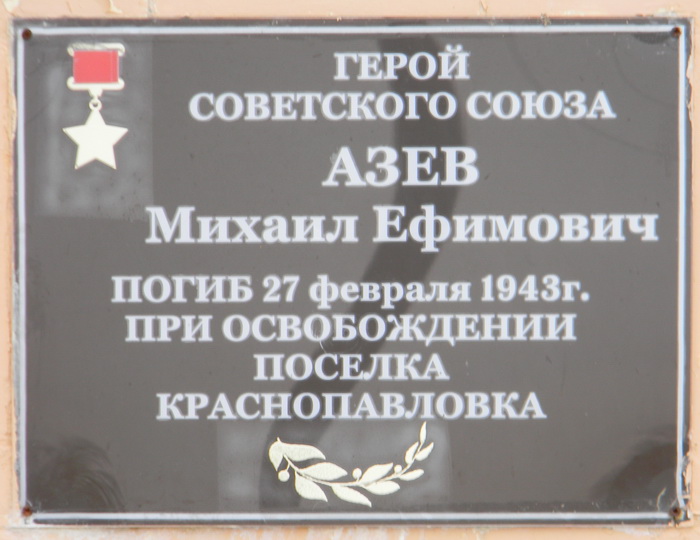 ГЕРОЙ
СОВЕТСКОГО СОЮЗА
АЗЕВ
Михаил Ефимович
ПОГИБ 27 февраля 1943г.
ПРИ ОСВОБОЖДЕНИИ
ПОСЕЛКА
КРАСНОПАВЛОВКА